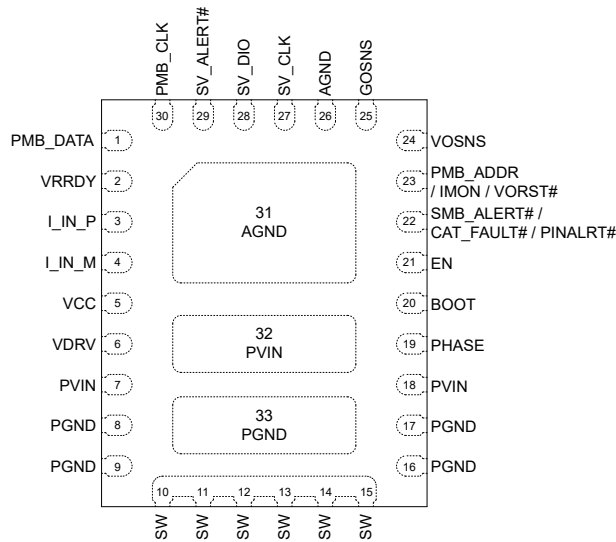 PMB_CLK
SV_ALERT#
SV_DIO
SV_CLK
AGND
GOSNS
30
29
28
27
26
25
PMB_DATA 1
VRRDY 2
I_IN_P 3
I_IN_M 4
VCC 5
VDRV 6
PVIN 7
PGND 8
PGND 9
31
AGND
32
PVIN
33
PGND
24 VOSNS
23 PMB_ADDR
/ IMON / VORST#
22 SMB_ALERT# /
CAT_FAULT# / PINALRT#
21 EN
20 BOOT
19 PHASE
18 PVIN
17 PGND
16 PGND
10
11
12
13
14
15
SW
SW
SW
SW
SW
SW